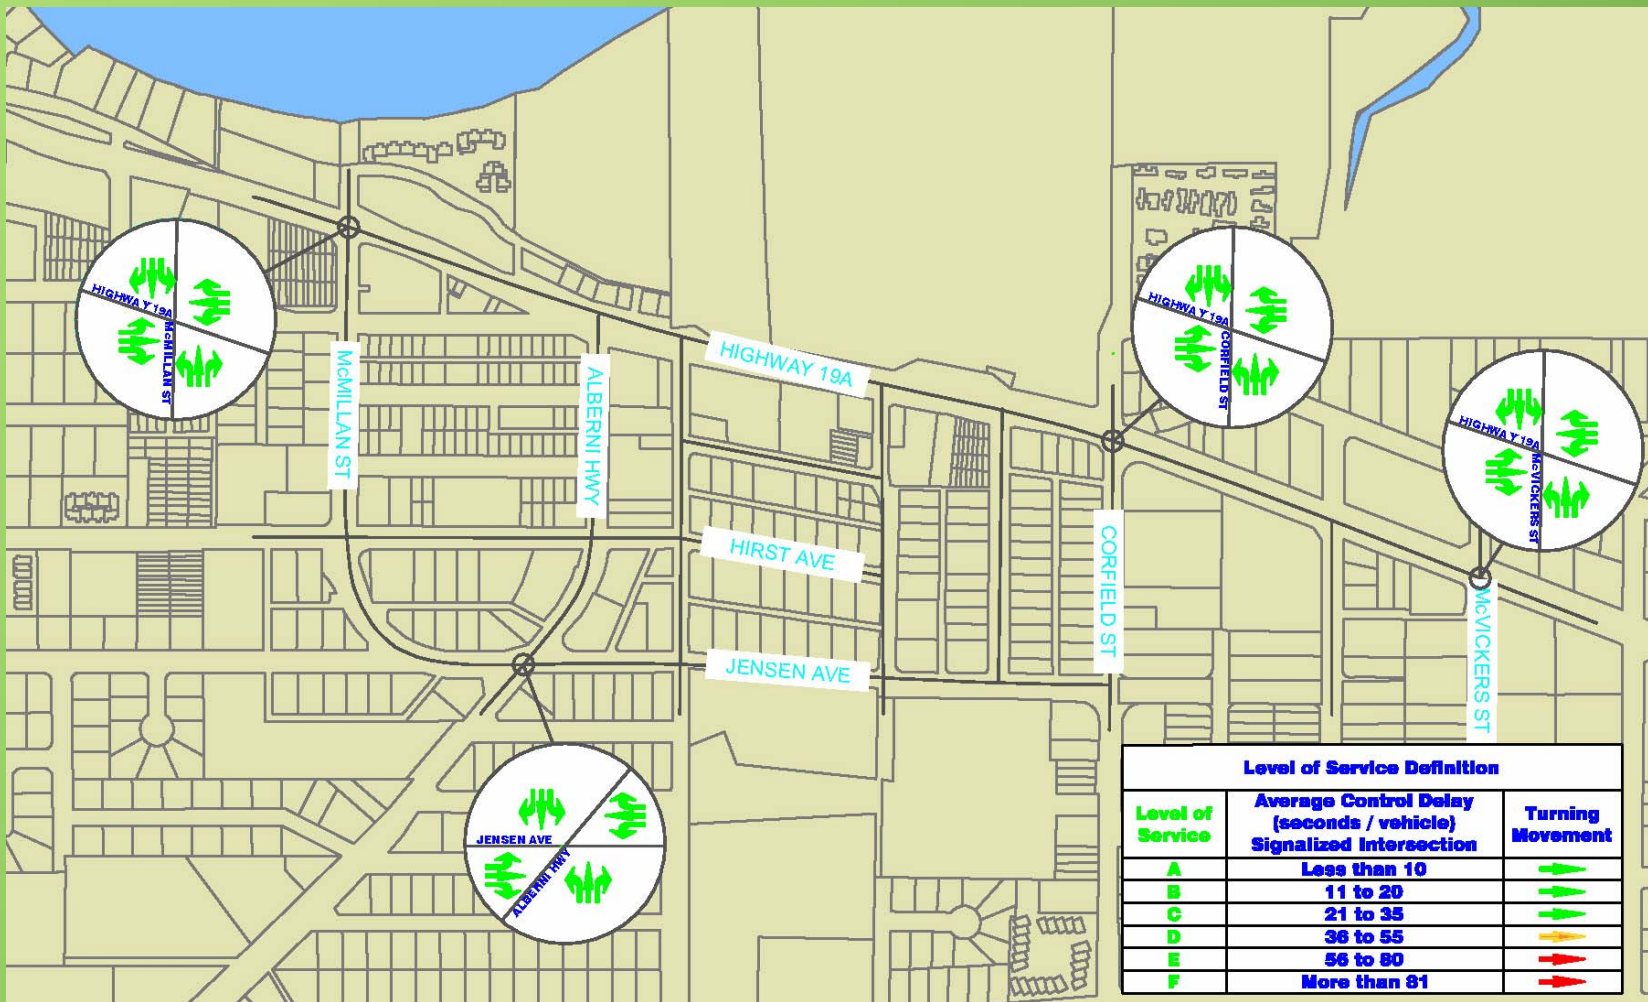 HIGHWAY 19A
McMILLAN ST
HIGHWAY 19A
CORFIELD ST
HIGHWAY 19A
McVICKERS ST
McMILLAN ST
ALBERNI HWY
HIGHWAY 19A
HIRST AVE
CORFIELD ST
JENSEN AVE
McVICKERS ST
JENSEN AVE
ALBERNI HWY
Level of Service Definition
Level of Service
Average Control Delay
(seconds / vehicle)
Signalized Intersection
Turning Movement
A Less than 10
B 11 to 20
C 21 to 35
D 36 to 55
E 56 to 80
F More than 81